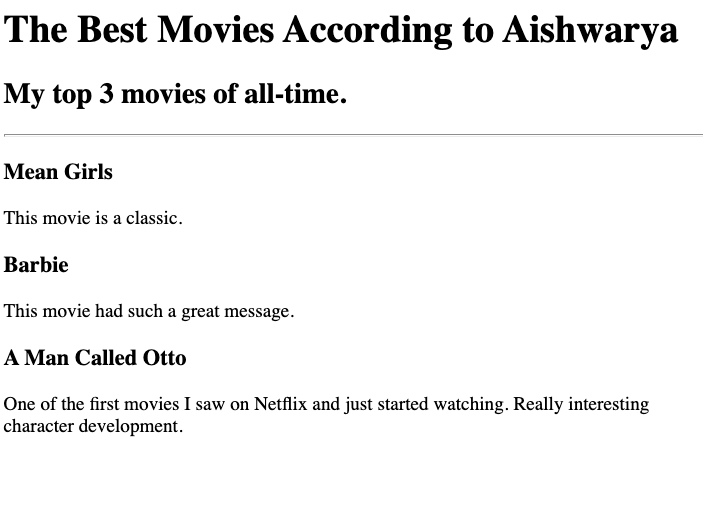 The Best Movies According to Aishwarya
My top 3 movies of all-time.
Mean Girls
This movie is a classic.
Barbie
This movie had such a great message.
A Man Called Otto
One of the first movies I saw on Netflix and just started watching. Really interesting
character development.